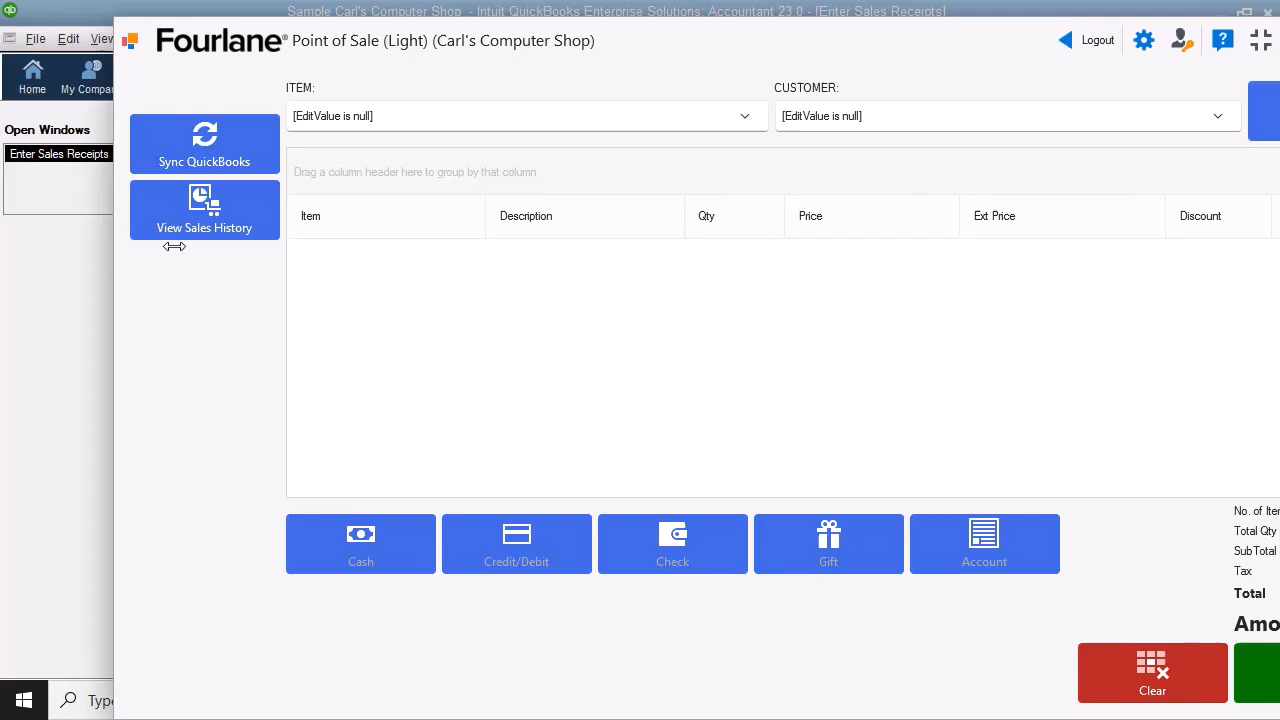 Sample Carl's Computer Shop - Intuit QuickBooks Enterprise Solutions: Accountant 23.0 - [Enter Sales Receipts]
File Edit
Fourlane® Point of Sale (Light) (Carl's Computer Shop)
Logout
Home My
Open Windows
Enter Sales Receipts
Sync QuickBooks
View Sales History
ITEM: CUSTOMER:
[EditValue is null] [EditValue is null]
Drag a column header here to group by that column
Item Description Qty Price Ext Price Discount
Cash Credit/Debit Check Gift Account
No. of
Total Qty
SubTotal
Tax
Total
Clear